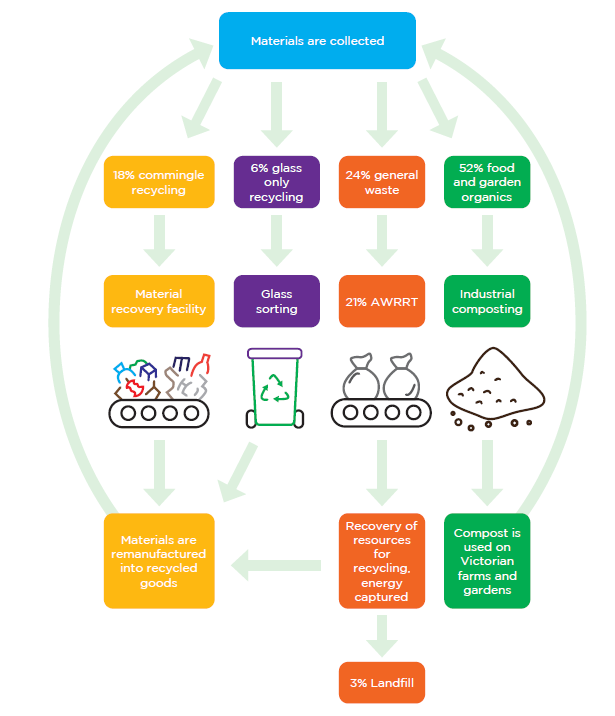 Materials are collected
18% commingle
recycling
6% glass
only
recycling
24% general
waste
52% food
and garden
organics
Material
recovery facility
Glass
sorting
21% AWRRT
Industrial
composting
Materials are
remanufactured
into recycled
goods
Recovery of
resources
for
recycling,
energy
captured
Compost is
used on
Victorian
farms and
gardens
3% Landfill